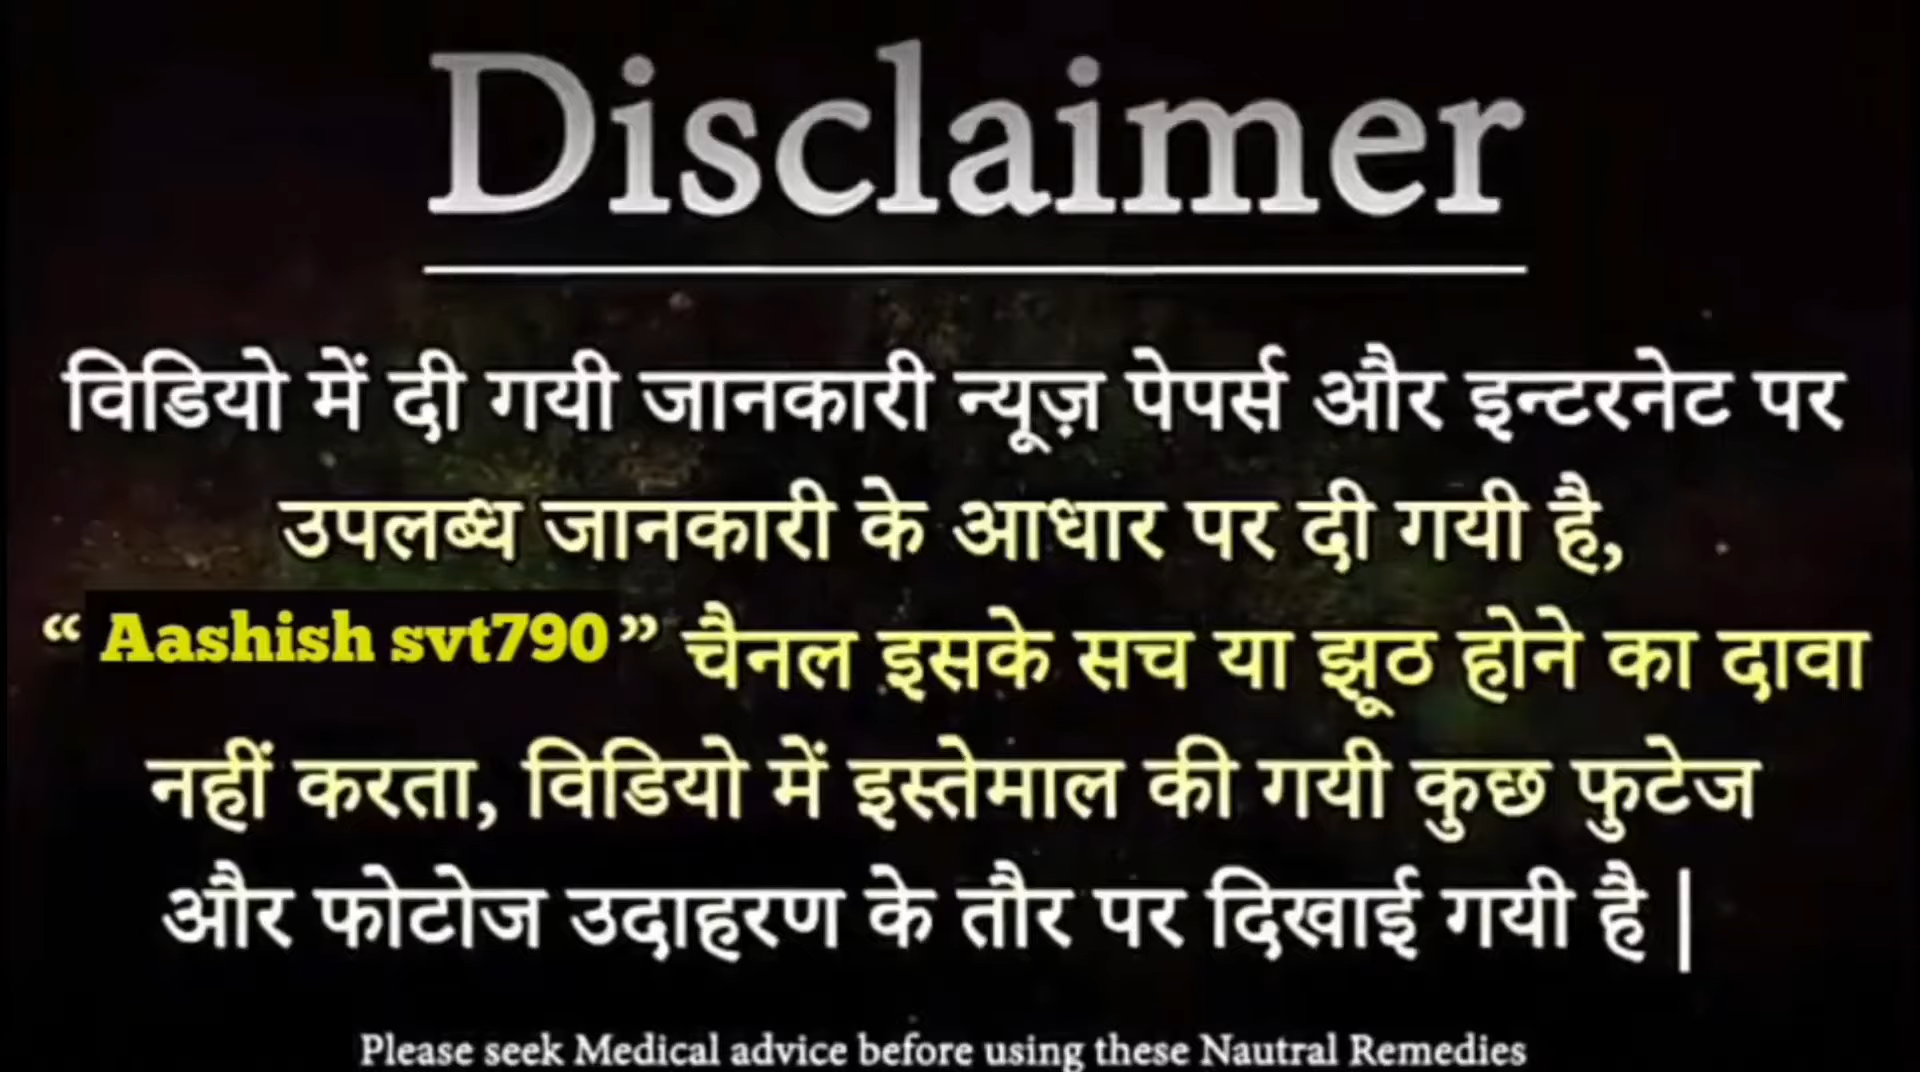 Disclaimer
विडियो में दी गयी जानकारी न्यूज़ पेपर्स और इन्टरनेट पर
उपलब्ध जानकारी के आधार पर दी गयी है,
“ Aashish svt790 ” चैनल इसके सच या झूठ होने का दावा
नहीं करता, विडियो में इस्तेमाल की गयी कुछ फुटेज
और फोटोज उदाहरण के तौर पर दिखाई गयी है |
Please seek Medical advice before using these Nautral Remedies